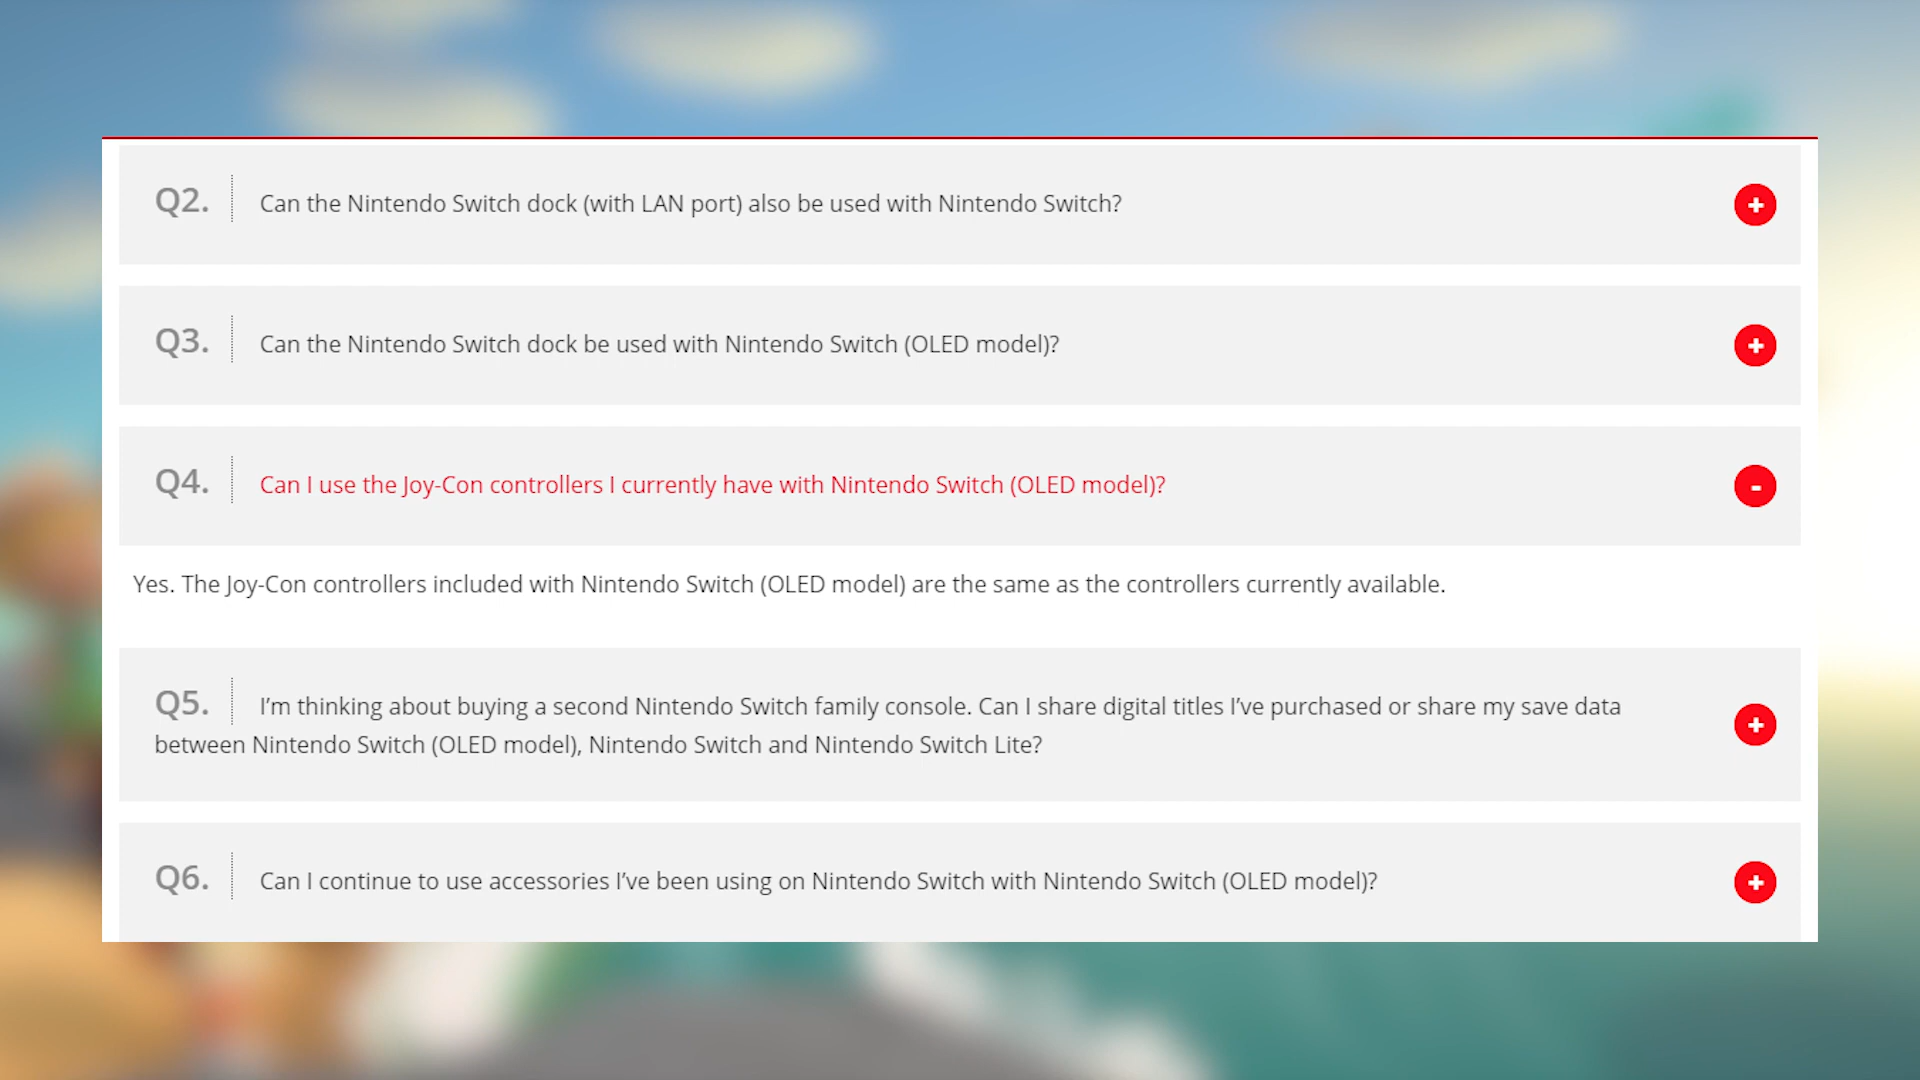 Q2. Can the Nintendo Switch dock (with LAN port) also be used with Nintendo Switch? +
Q3. Can the Nintendo Switch dock be used with Nintendo Switch (OLED model)? +
Q4. Can I use the Joy-Con controllers I currently have with Nintendo Switch (OLED model)? -
Yes. The Joy-Con controllers included with Nintendo Switch (OLED model) are the same as the controllers currently available.
Q5. I’m thinking about buying a second Nintendo Switch family console. Can I share digital titles I’ve purchased or share my save data
between Nintendo Switch (OLED model), Nintendo Switch and Nintendo Switch Lite? +
Q6. Can I continue to use accessories I’ve been using on Nintendo Switch with Nintendo Switch (OLED model)? +